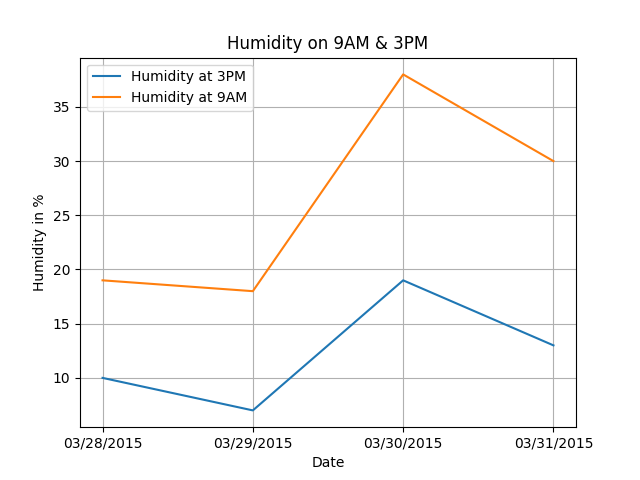 Humidity on 9AM & 3PM
Humidity at 3PM
Humidity at 9AM
Humidity in %
35
30
25
20
15
10
03/28/2015 03/29/2015 03/30/2015 03/31/2015
Date